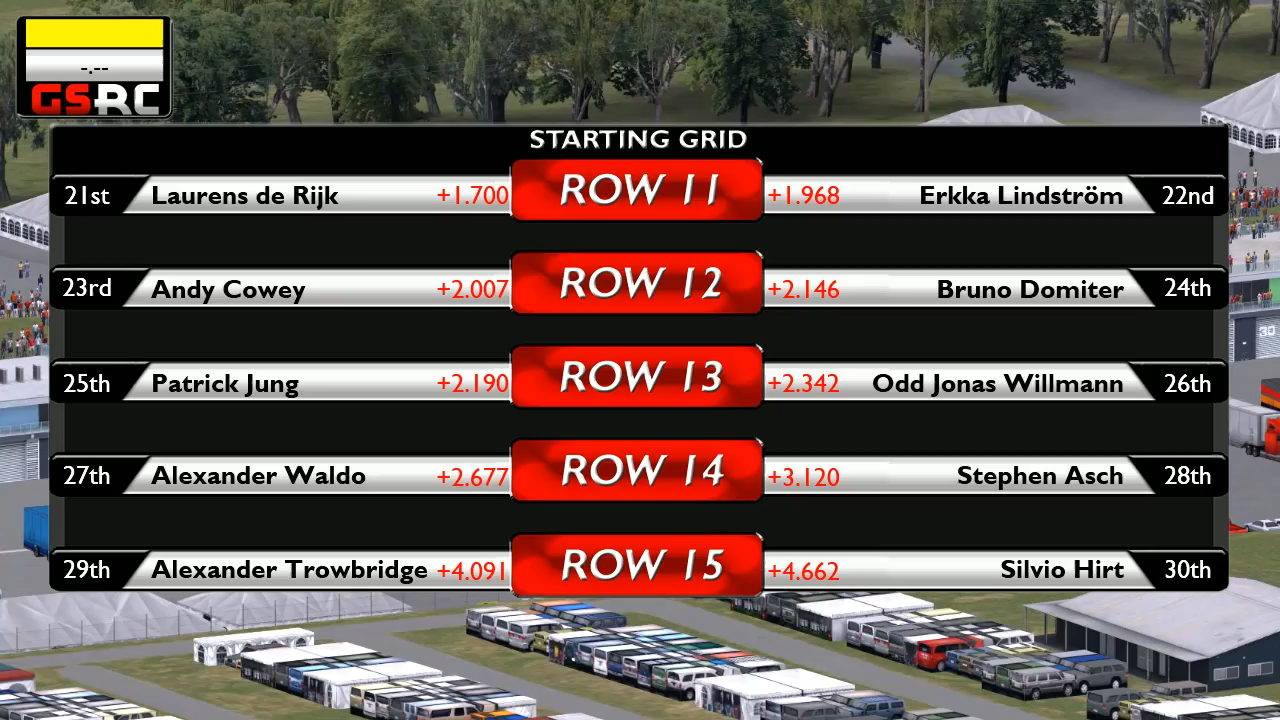 -.--
GSRC
STARTING GRID
21st Laurens de Rijk +1.700 ROW 11 +1.968 Erkka Lindström 22nd
23rd Andy Cowey +2.007 ROW 12 +2.146 Bruno Domiter 24th
25th Patrick Jung +2.190 ROW 13 +2.342 Odd Jonas Willmann 26th
27th Alexander Waldo +2.677 ROW 14 +3.120 Stephen Asch 28th
29th Alexander Trowbridge +4.091 ROW 15 +4.662 Silvio Hirt 30th